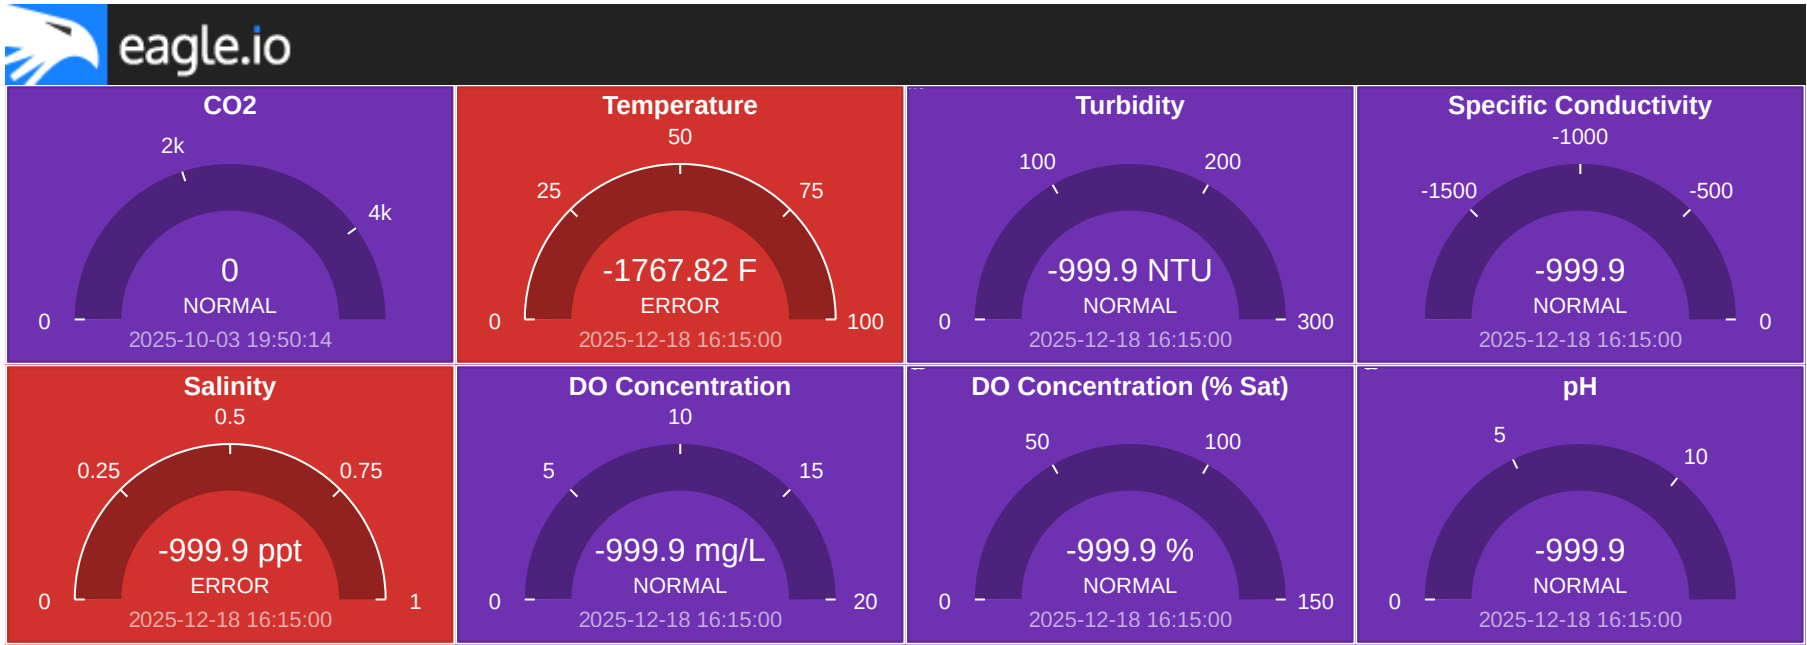 eagle.io
CO2
2k
4k
0
NORMAL
0
2025-10-03 19:50:14
Temperature
50
25
75
-1767.82 F
ERROR
0
100
2025-12-18 16:15:00
Turbidity
100
200
-999.9 NTU
NORMAL
0
300
2025-12-18 16:15:00
Specific Conductivity
-1000
-1500
-500
-999.9
NORMAL
0
2025-12-18 16:15:00
Salinity
0.5
0.25
0.75
-999.9 ppt
ERROR
0
1
2025-12-18 16:15:00
DO Concentration
10
5
15
-999.9 mg/L
NORMAL
0
20
2025-12-18 16:15:00
DO Concentration (% Sat)
50
100
-999.9 %
NORMAL
0
150
2025-12-18 16:15:00
pH
5
10
-999.9
NORMAL
0
2025-12-18 16:15:00